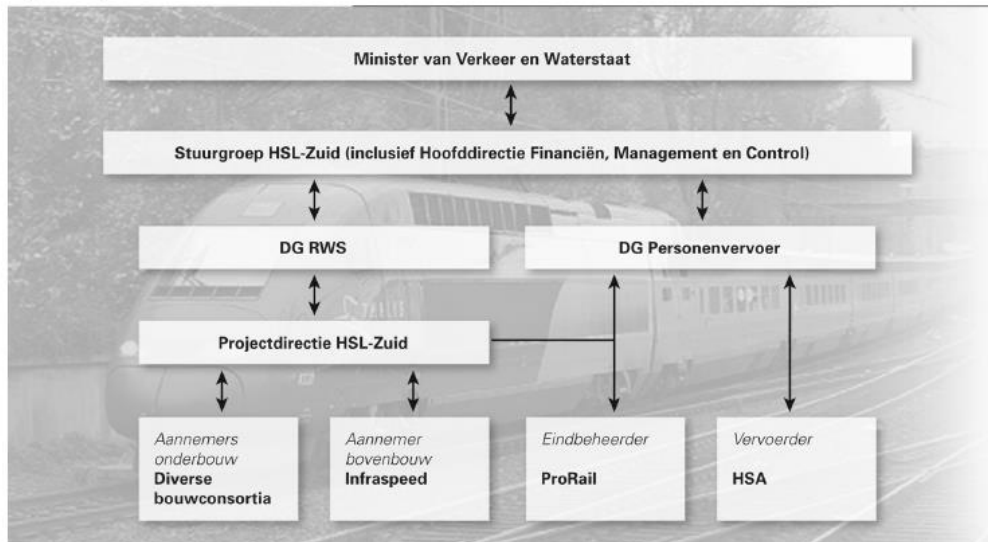 Minister van Verkeer en Waterstaat
Stuurgroep HSL-Zuid (inclusief Hoofddirectie Financiën, Management en Control)
DG RWS
DG Personenvervoer
THALYS
Projectdirectie HSL-Zuid
Aannemers
onderbouw
Diverse
bouwconsortia
Aannemer
bovenbouw
Infraspeed
Eindbeheerder
ProRail
Vervoerder
HSA